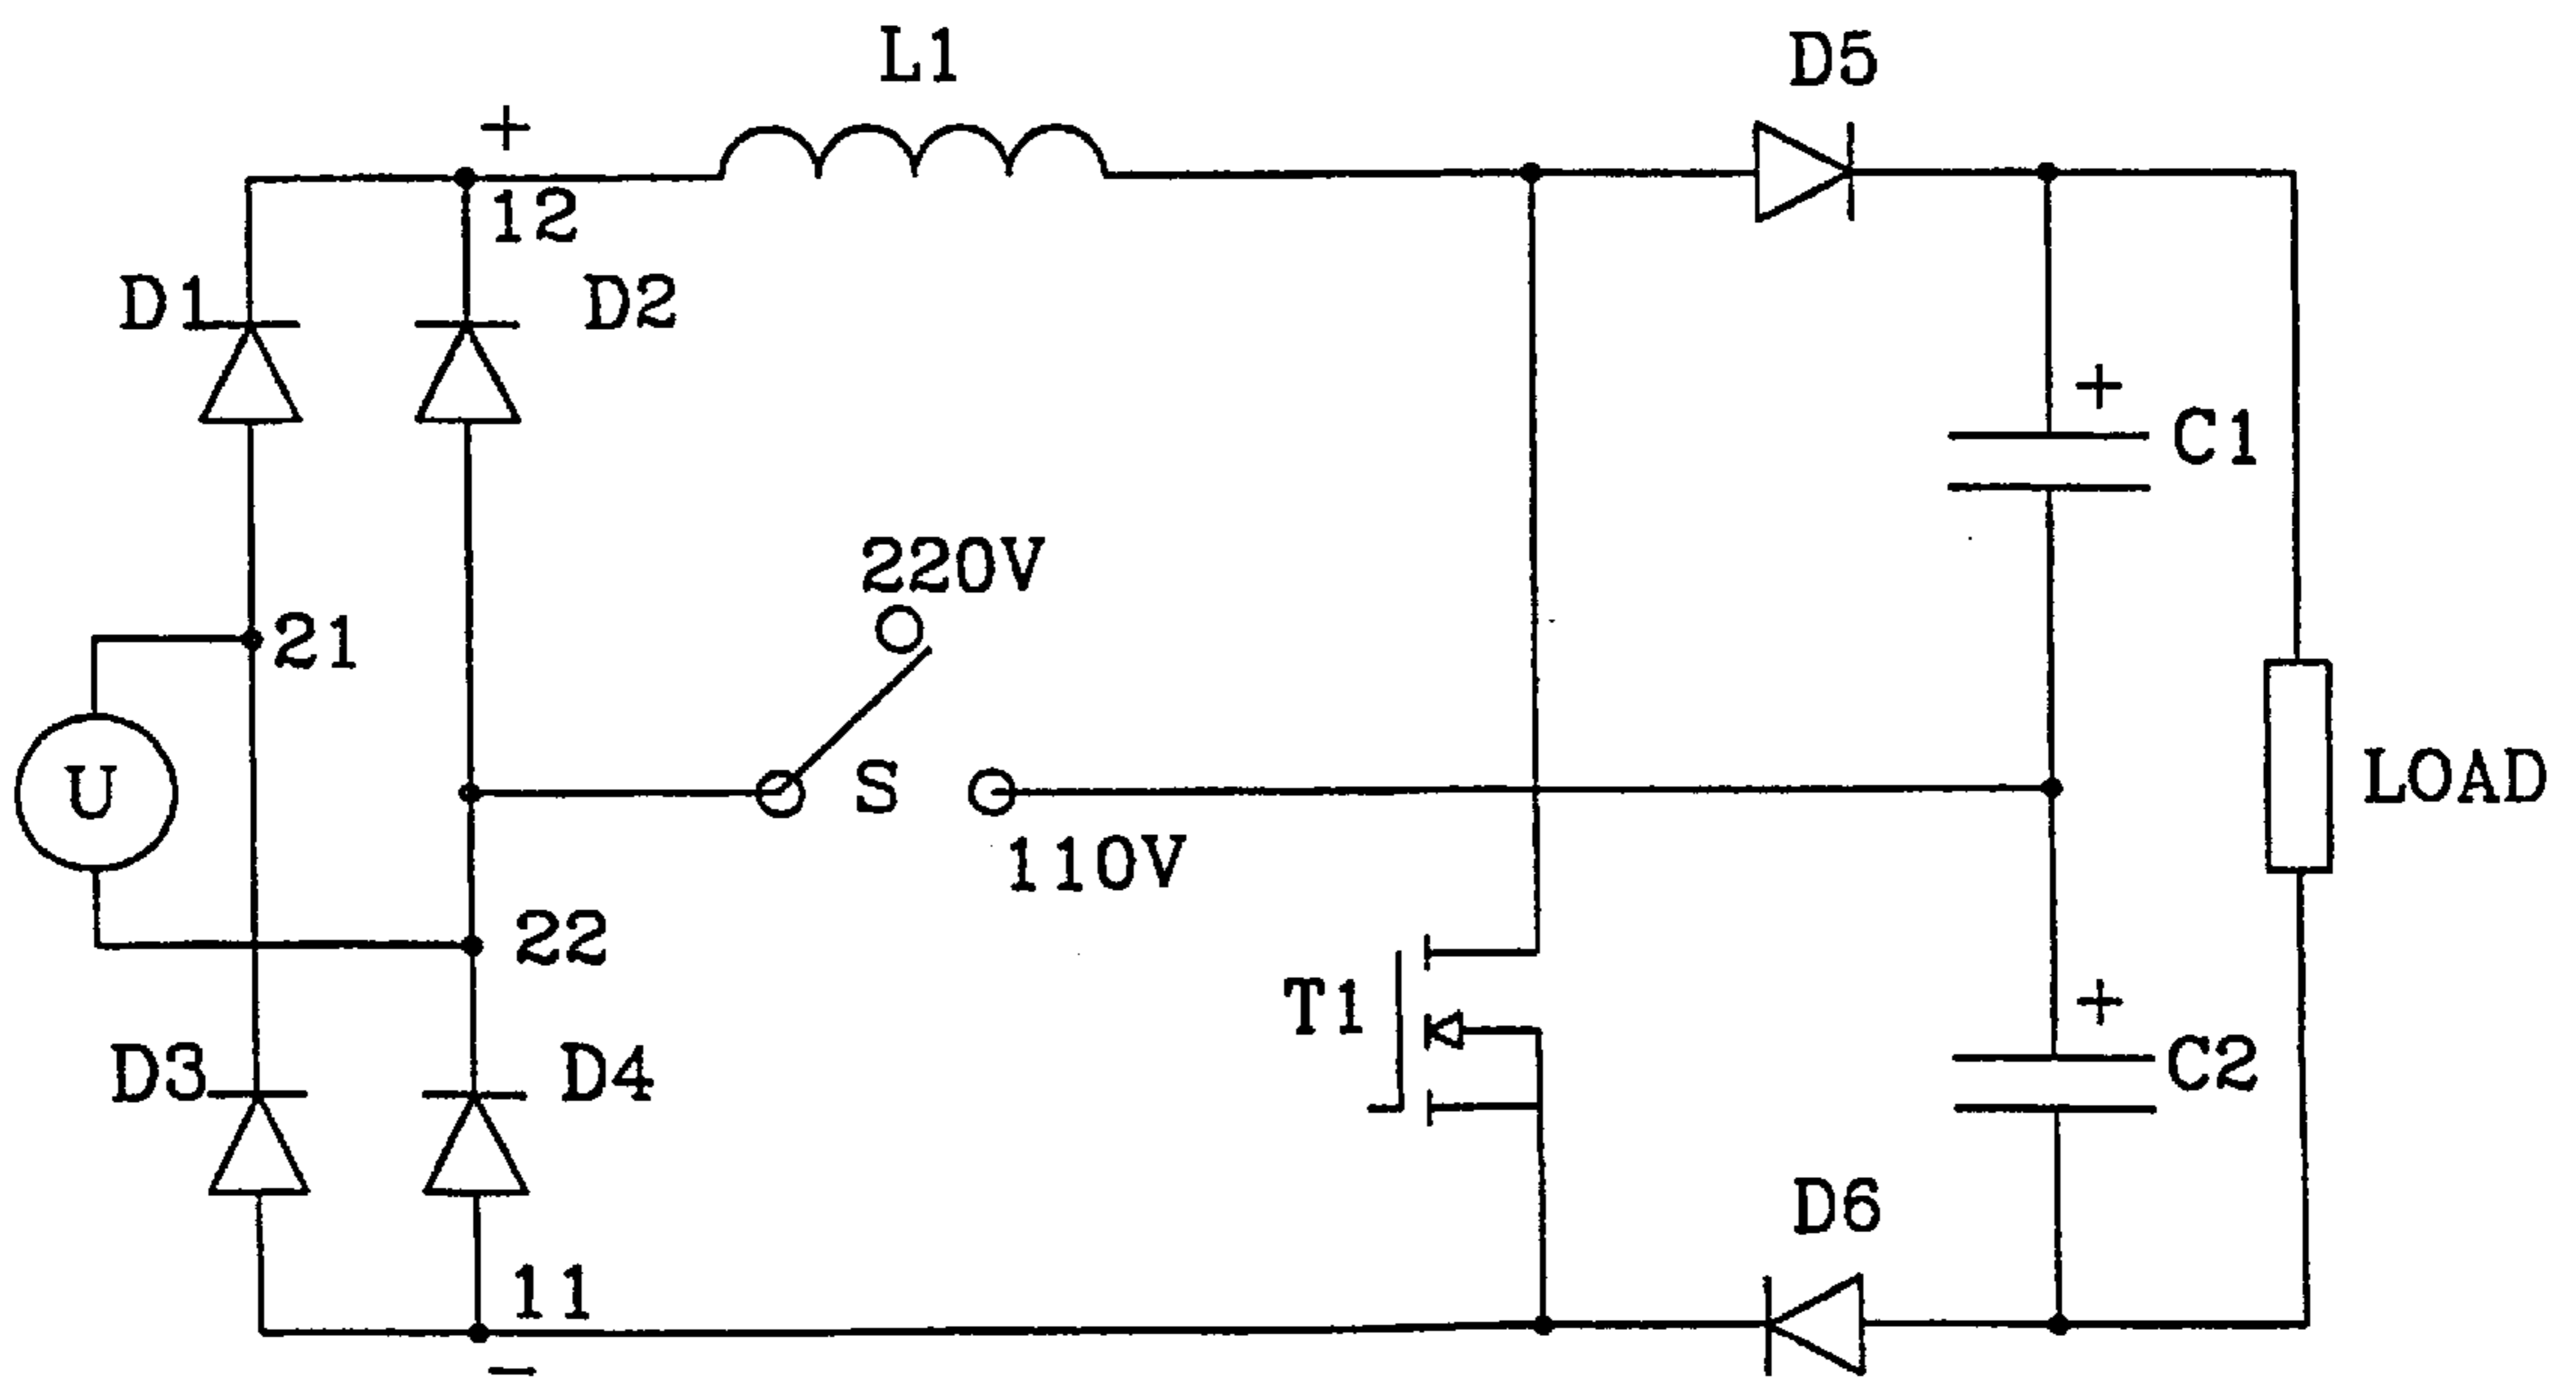 L1
D5
+
12
D1
D2
+
C1
220V
21
U
S
LOAD
110V
22
T1
+
D3
D4
C2
D6
11
−